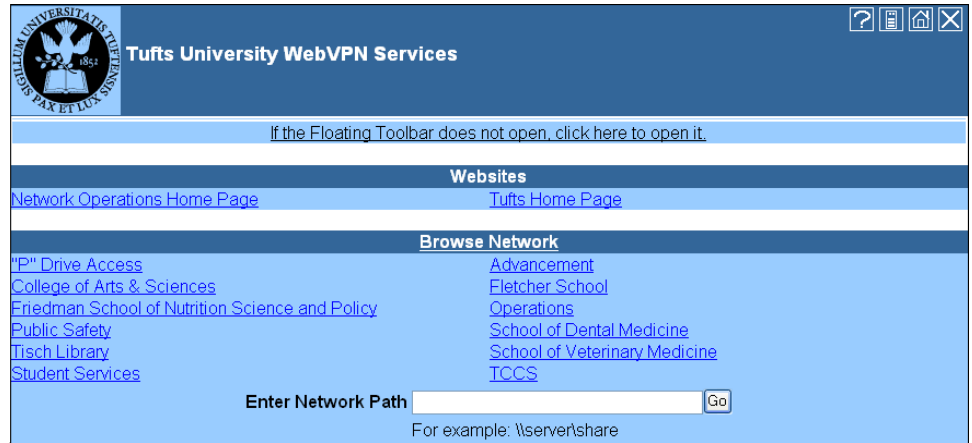 SIGILLUM UNIVERSITATIS TUFTENSIS
1852
PAX ET LUX
?
Tufts University WebVPN Services
If the Floating Toolbar does not open, click here to open it.
Websites
Network Operations Home Page Tufts Home Page
Browse Network
"P" Drive Access Advancement
College of Arts & Sciences Fletcher School
Friedman School of Nutrition Science and Policy Operations
Public Safety School of Dental Medicine
Tisch Library School of Veterinary Medicine
Student Services TCCS
Enter Network Path Go
For example: \\server\share